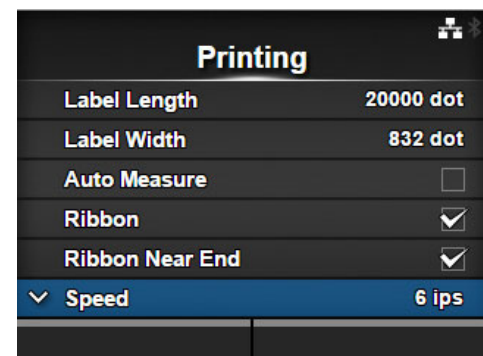 Printing
Label Length 20000 dot
Label Width 832 dot
Auto Measure
Ribbon
Ribbon Near End
Speed 6 ips